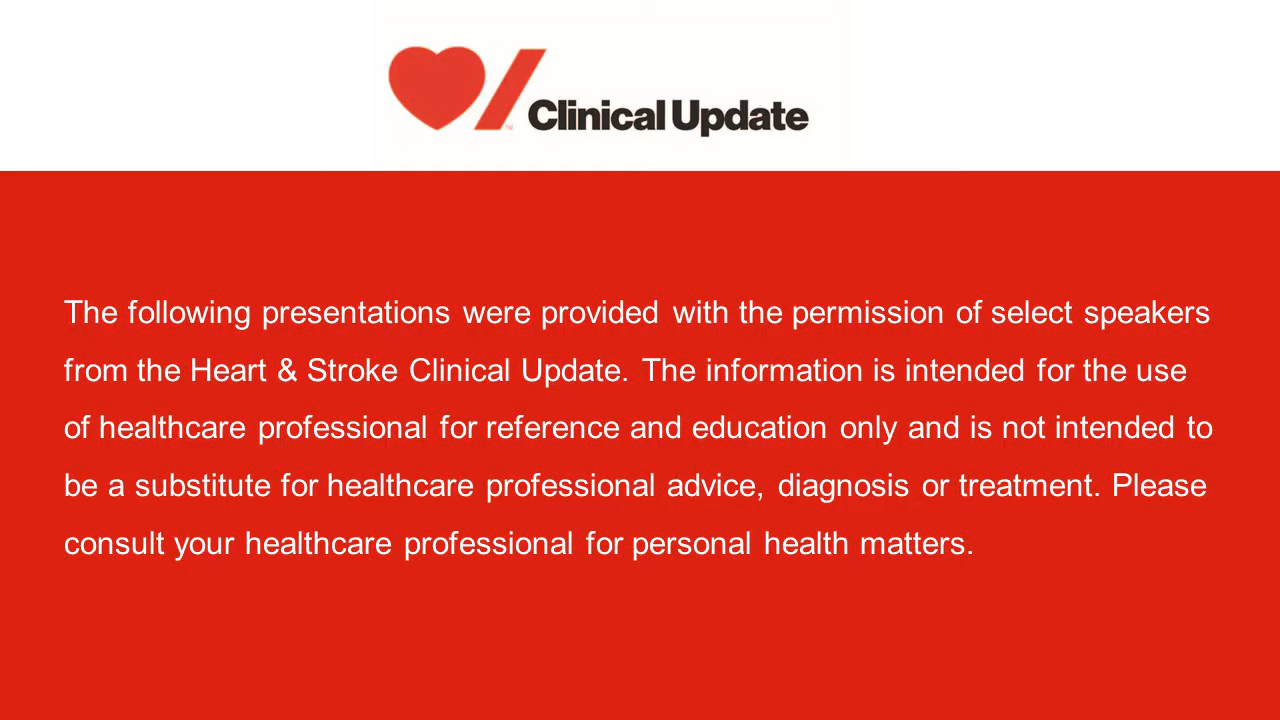 Clinical Update
The following presentations were provided with the permission of select speakers
from the Heart & Stroke Clinical Update. The information is intended for the use
of healthcare professional for reference and education only and is not intended to
be a substitute for healthcare professional advice, diagnosis or treatment. Please
consult your healthcare professional for personal health matters.